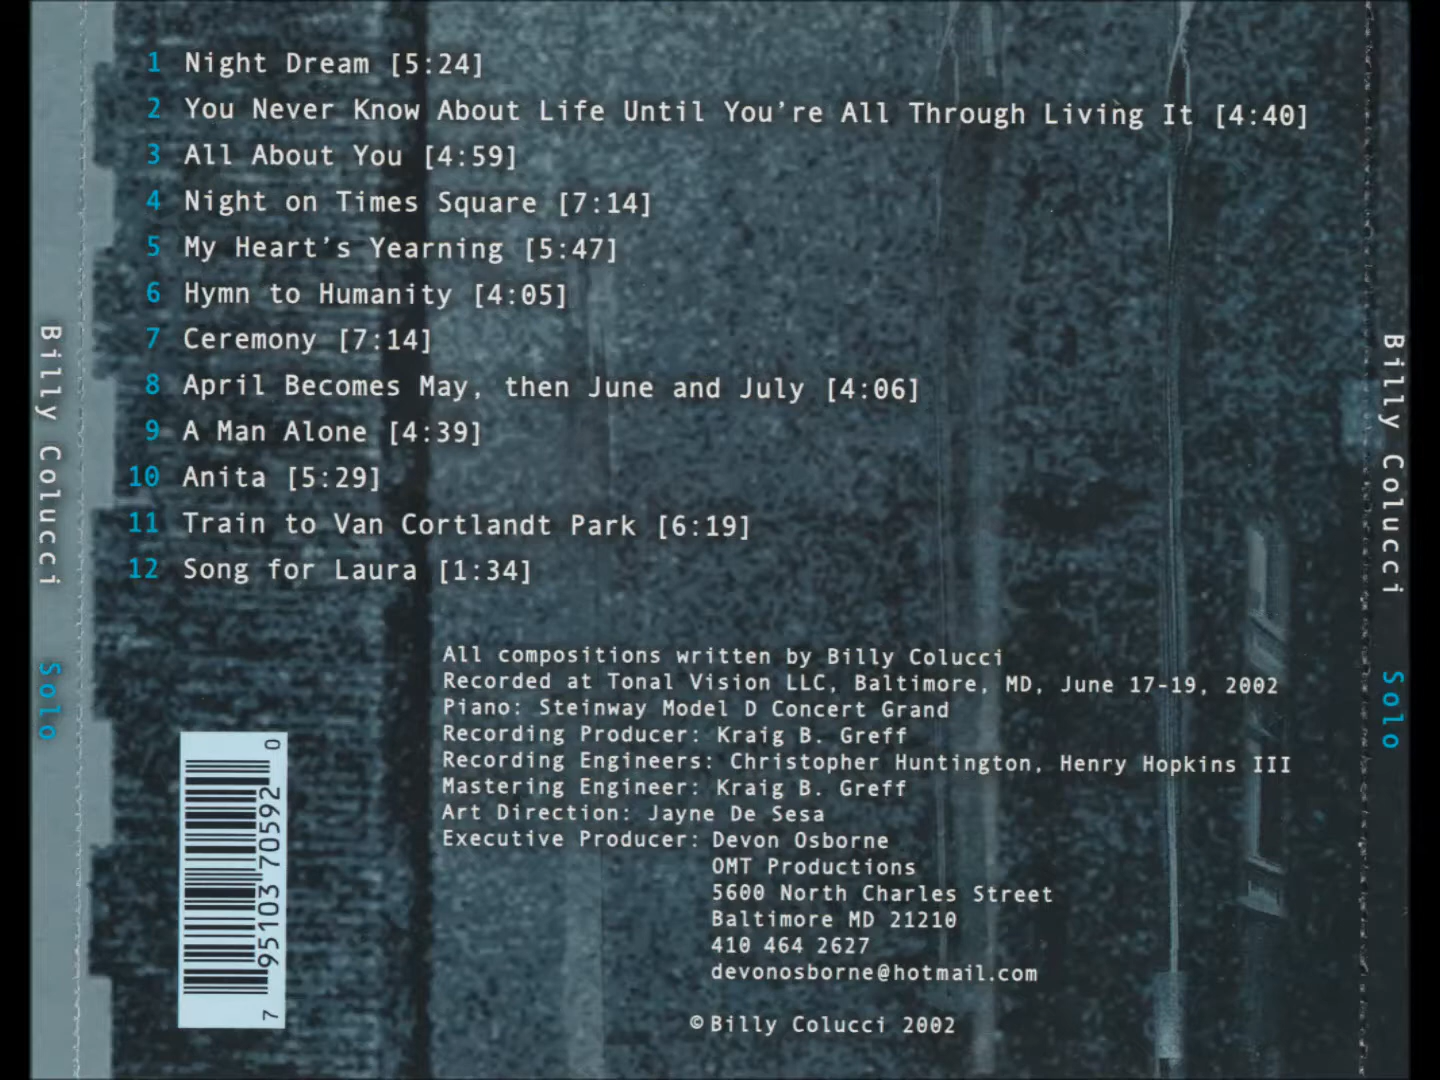 1 Night Dream [5:24]
2 You Never Know About Life Until You're All Through Living It [4:40]
3 All About You [4:59]
4 Night on Times Square [7:14]
5 My Heart's Yearning [5:47]
6 Hymn to Humanity [4:05]
7 Ceremony [7:14]
8 April Becomes May, then June and July [4:06]
9 A Man Alone [4:39]
10 Anita [5:29]
11 Train to Van Cortlandt Park [6:19]
12 Song for Laura [1:34]
All compositions written by Billy Colucci
Recorded at Tonal Vision LLC, Baltimore, MD, June 17-19, 2002
Piano: Steinway Model D Concert Grand
Recording Producer: Kraig B. Greff
Recording Engineers: Christopher Huntington, Henry Hopkins III
Mastering Engineer: Kraig B. Greff
Art Direction: Jayne De Sesa
Executive Producer: Devon Osborne
OMT Productions
5600 North Charles Street
Baltimore MD 21210
410 464 2627
devonosborne@hotmail.com
© Billy Colucci 2002
7 95103 70592 0
Billy Colucci Solo
Billy Colucci Solo